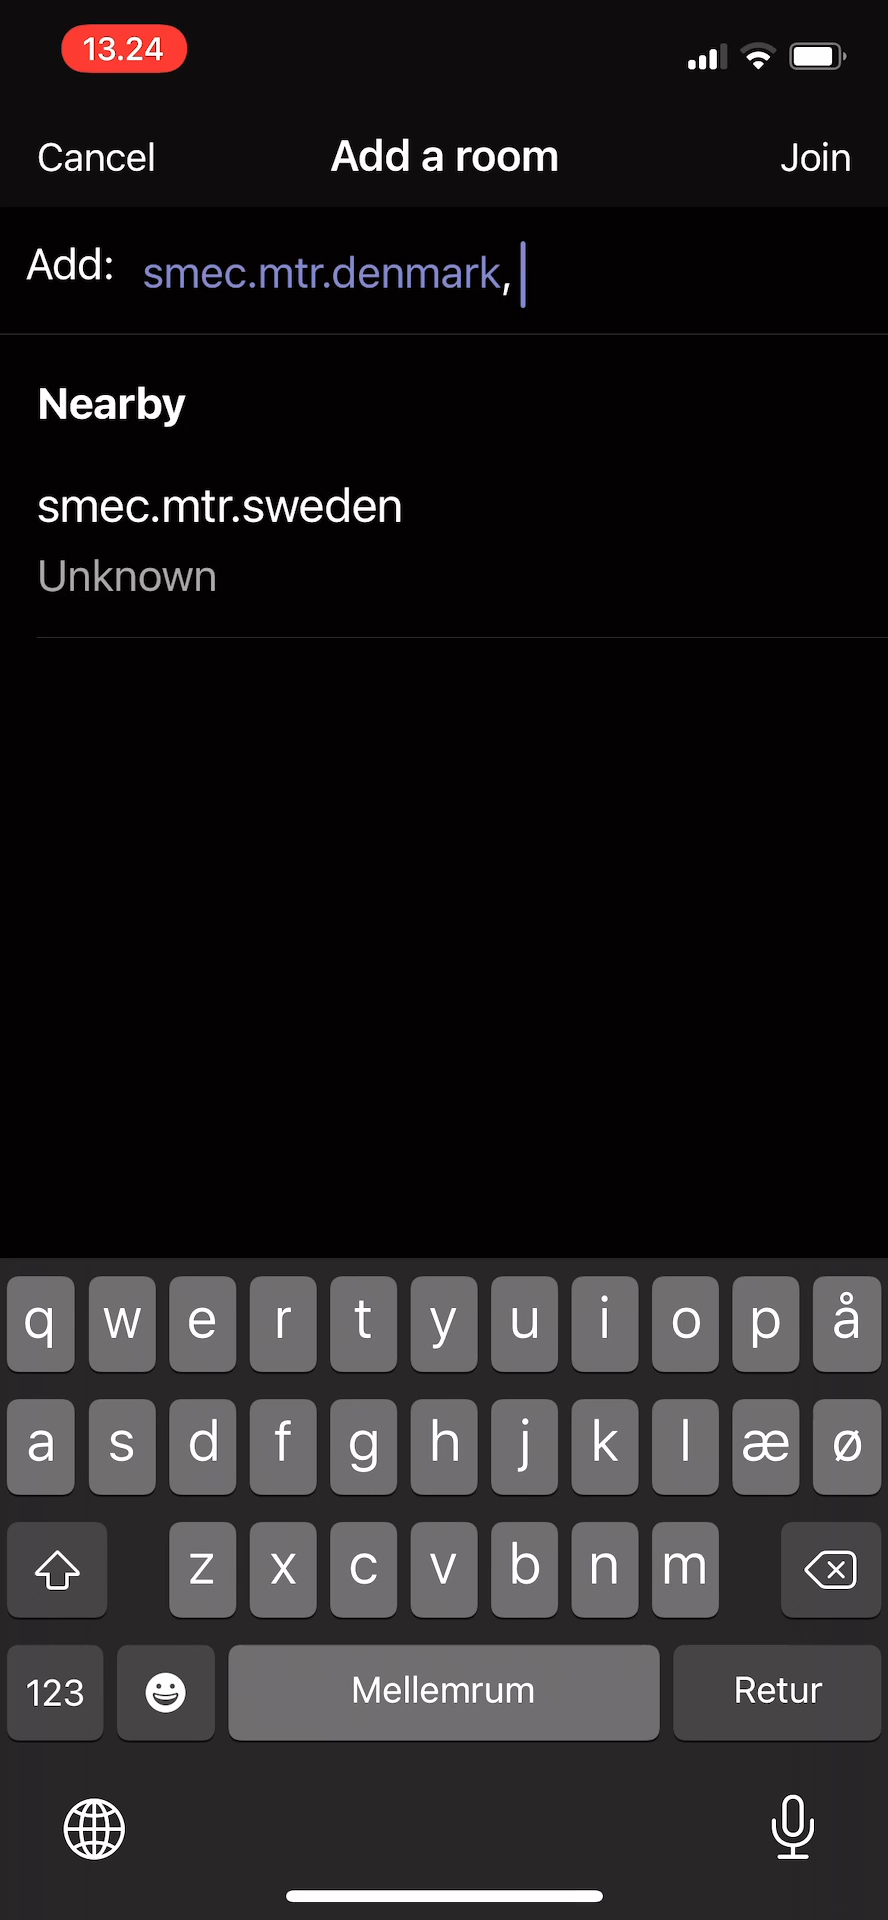 13.24
Cancel Add a room Join
Add: smec.mtr.denmark,
Nearby
smec.mtr.sweden
Unknown
q w e r t y u i o p å
a s d f g h j k l æ ø
z x c v b n m
123 Mellemrum Retur